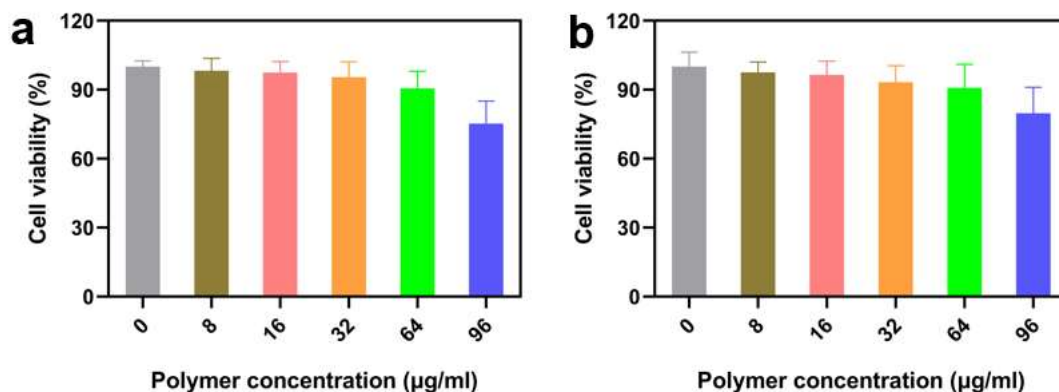 a
Cell viability (%)
120
90
60
30
0
0 8 16 32 64 96
Polymer concentration (µg/ml)
b
Cell viability (%)
120
90
60
30
0
0 8 16 32 64 96
Polymer concentration (µg/ml)